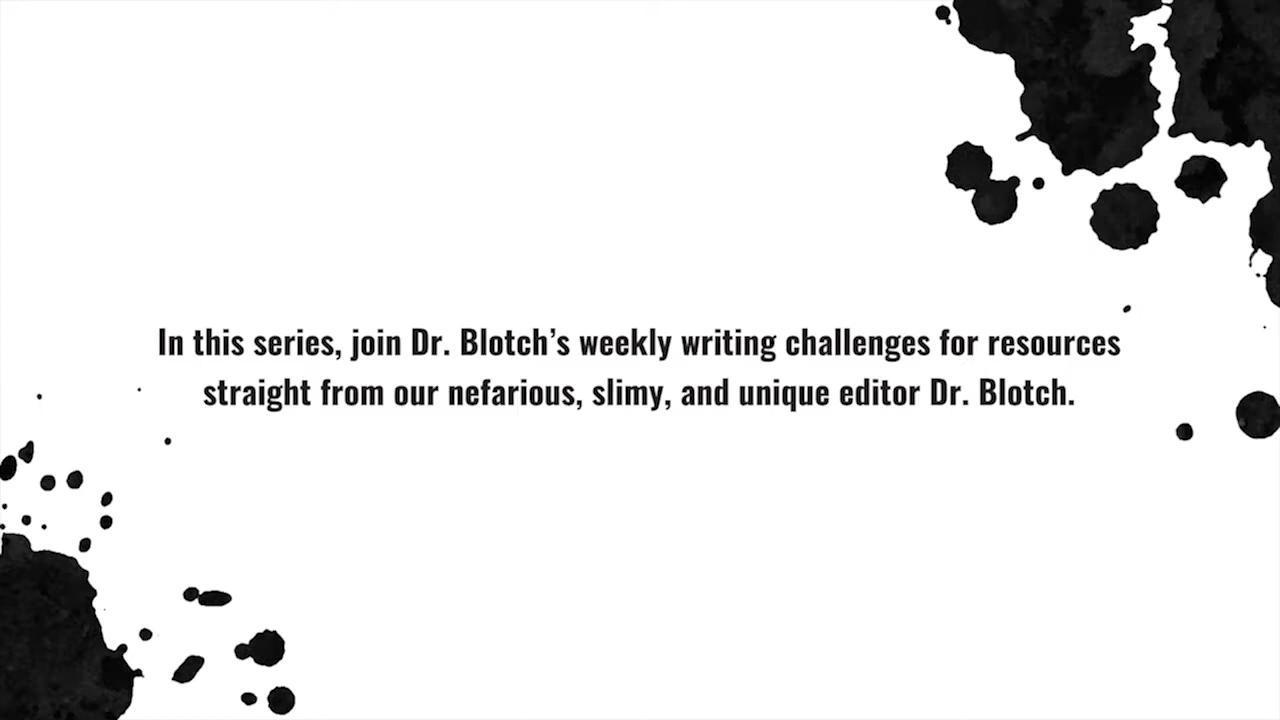 In this series, join Dr. Blotch’s weekly writing challenges for resources
straight from our nefarious, slimy, and unique editor Dr. Blotch.